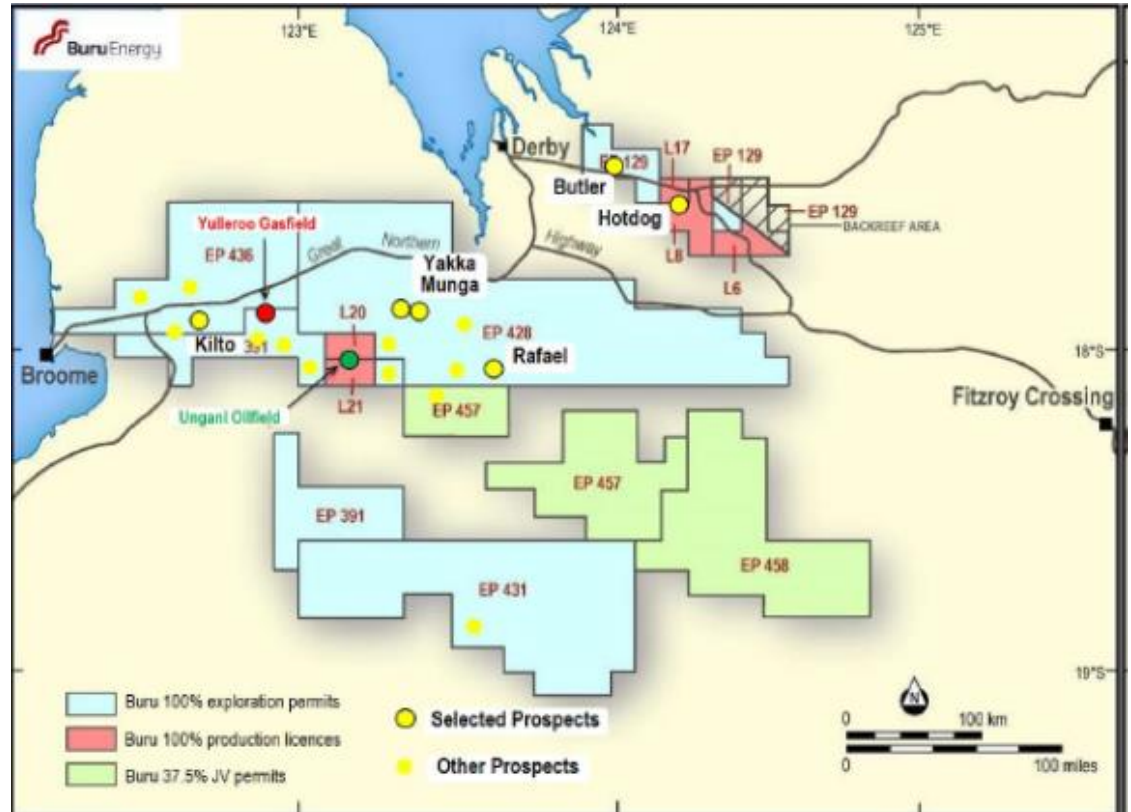 Buru Energy
123°E
124°E
125°E
Derby
L17
EP 129
EP 129
Butler
EP 129
Hotdog
BACKREEF AREA
Yulleroo Gasfield
EP 436
Great Northern Highway
Yakka
Munga
L8
L6
L20
EP 428
Kilto
391
Rafael
18°S
Broome
Ungani Oilfield
L21
EP 457
Fitzroy Crossing
EP 457
EP 391
EP 458
EP 431
19°S
N
Buru 100% exploration permits
Selected Prospects
0 100 km
Buru 100% production licences
Other Prospects
0 100 miles
Buru 37.5% JV permits